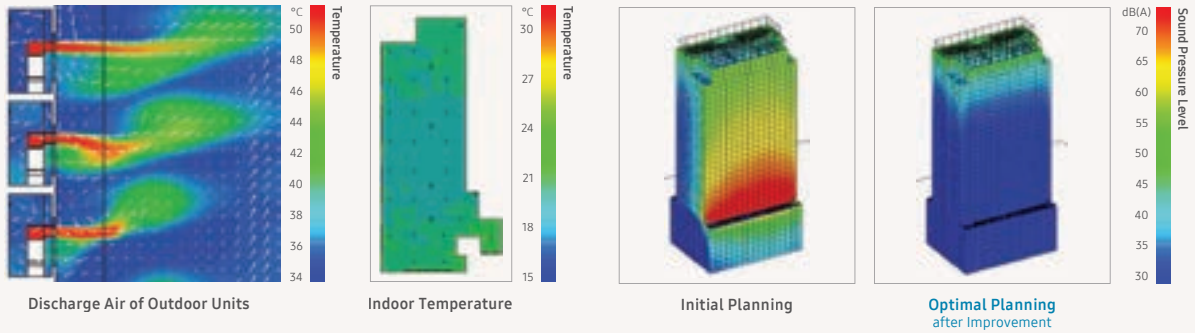 °C
50
48
46
44
42
40
38
36
34
Temperature
Discharge Air of Outdoor Units
°C
30
27
24
21
18
15
Temperature
Indoor Temperature
Initial Planning
Optimal Planning
after Improvement
dB(A)
70
65
60
55
50
45
40
35
30
Sound Pressure Level